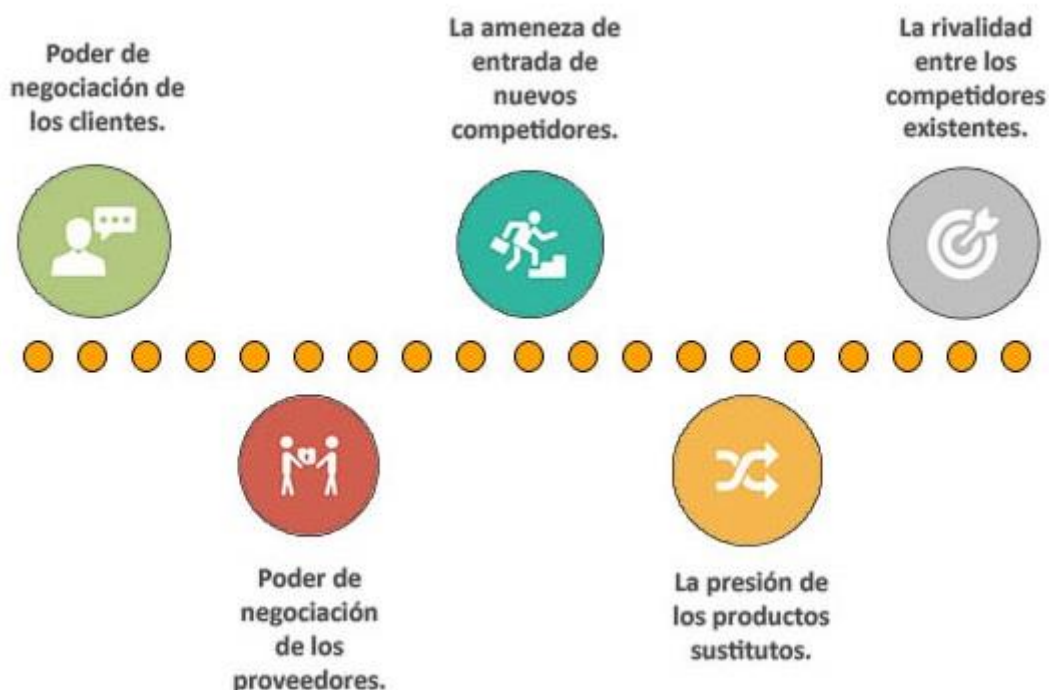 Poder de
negociación de
los clientes.
La ameneza de
entrada de
nuevos
competidores.
La rivalidad
entre los
competidores
existentes.
Poder de
negociación
de los
proveedores.
La presión de
los productos
sustitutos.